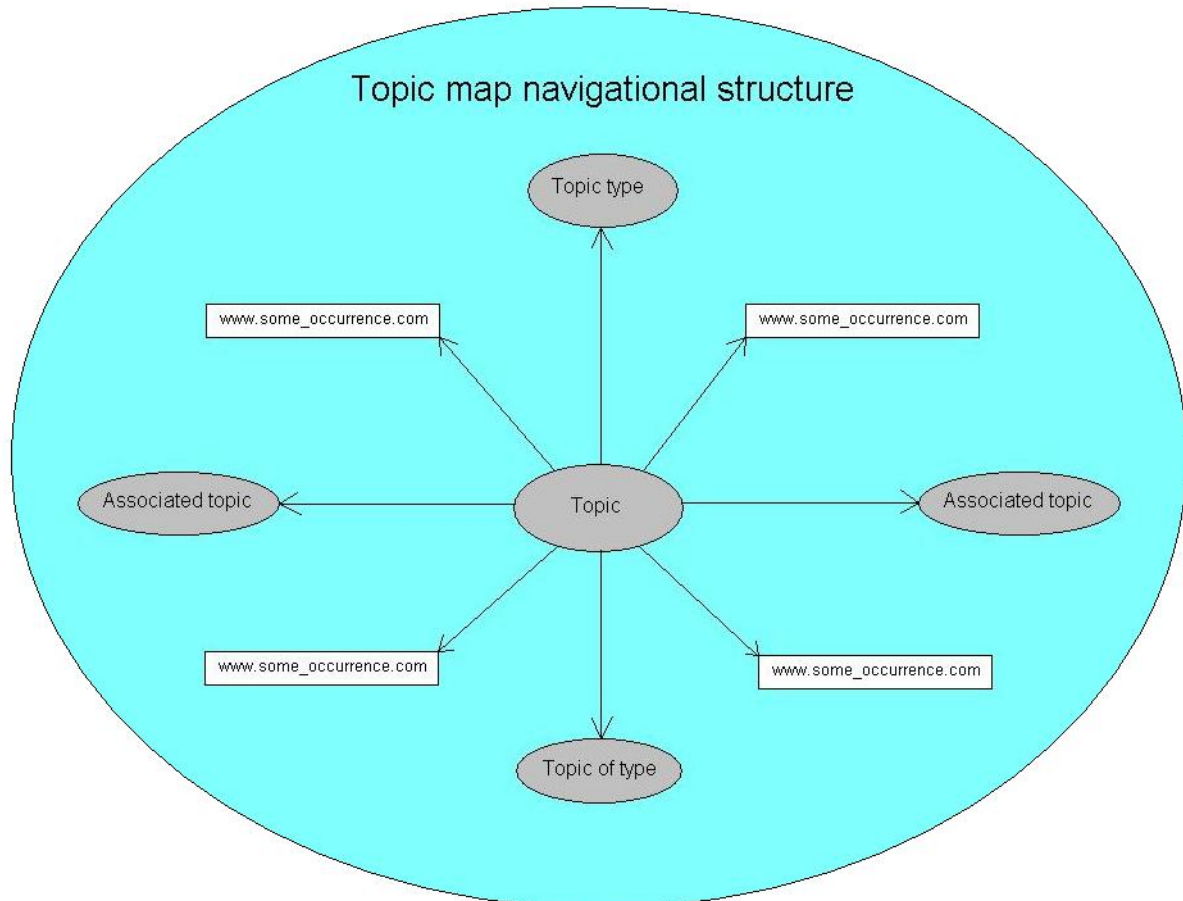 Topic map navigational structure
Topic type
www.some_occurrence.com
www.some_occurrence.com
Associated topic
Topic
Associated topic
www.some_occurrence.com
www.some_occurrence.com
Topic of type